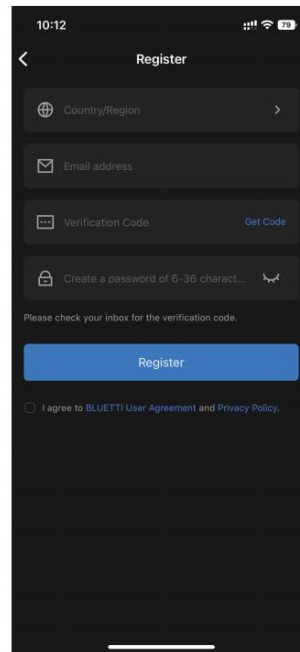 10:12
79
Register
Country/Region
Email address
Verification Code
Get Code
Create a password of 6-36 charact...
Please check your inbox for the verification code.
Register
I agree to BLUETTI User Agreement and Privacy Policy.